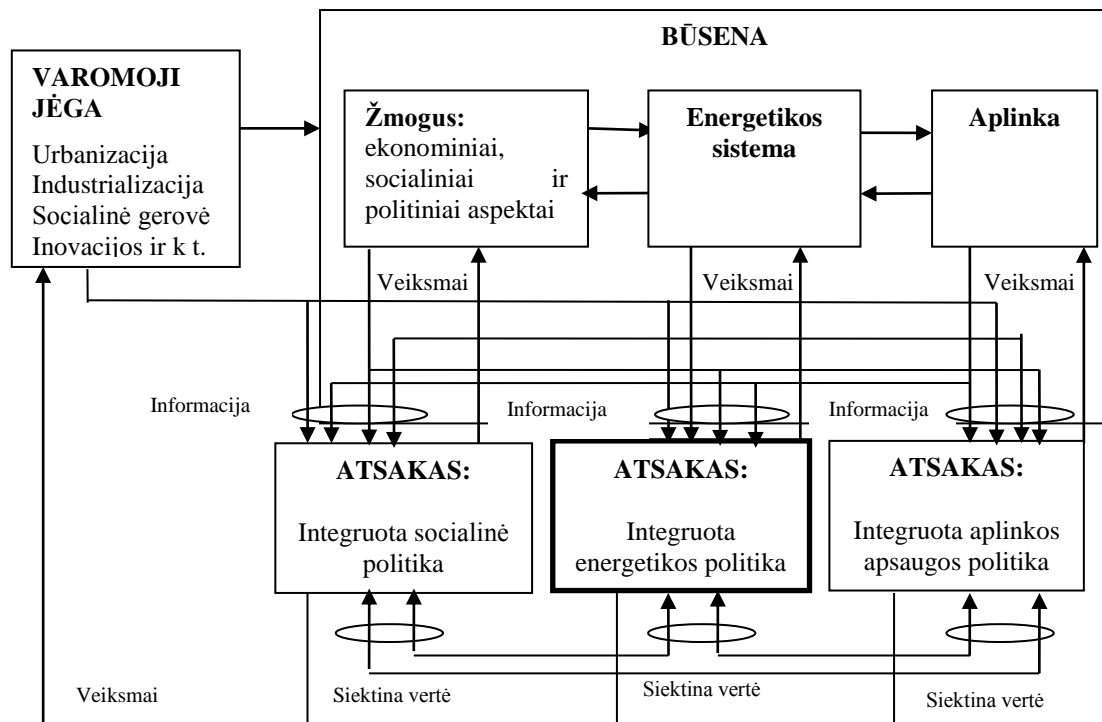 BŪSENA
VAROMOJI
JĖGA
Urbanizacija
Industrializacija
Socialinė gerovė
Inovacijos ir k t.
Žmogus:
ekonominiai,
socialiniai ir
politiniai aspektai
Energetikos
sistema
Aplinka
Veiksmai
Veiksmai
Veiksmai
Informacija
Informacija
Informacija
ATSAKAS:
Integruota socialinė
politika
ATSAKAS:
Integruota
energetikos politika
ATSAKAS:
Integruota aplinkos
apsaugos politika
Veiksmai
Siektina vertė
Siektina vertė
Siektina vertė